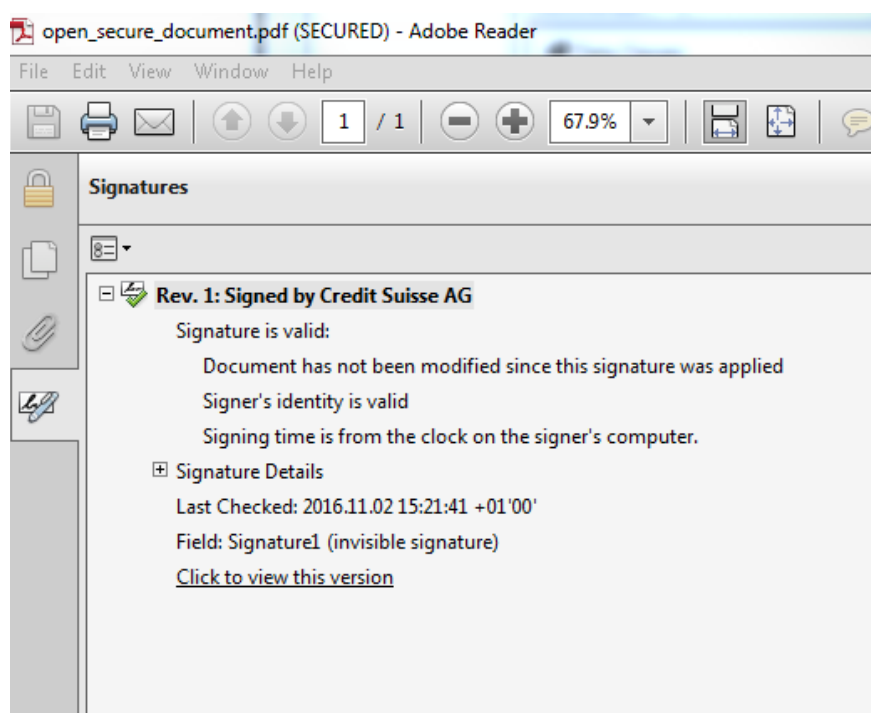 open_secure_document.pdf (SECURED) - Adobe Reader
File Edit View Window Help
1 / 1 67.9%
Signatures
Rev. 1: Signed by Credit Suisse AG
Signature is valid:
Document has not been modified since this signature was applied
Signer's identity is valid
Signing time is from the clock on the signer's computer.
Signature Details
Last Checked: 2016.11.02 15:21:41 +01'00'
Field: Signature1 (invisible signature)
Click to view this version